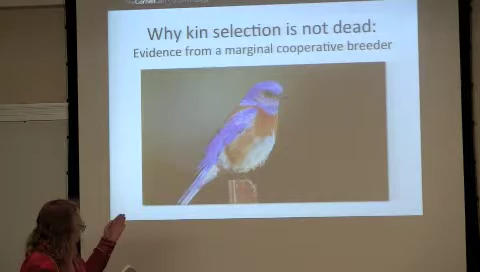 Why kin selection is not dead:
Evidence from a marginal cooperative breeder